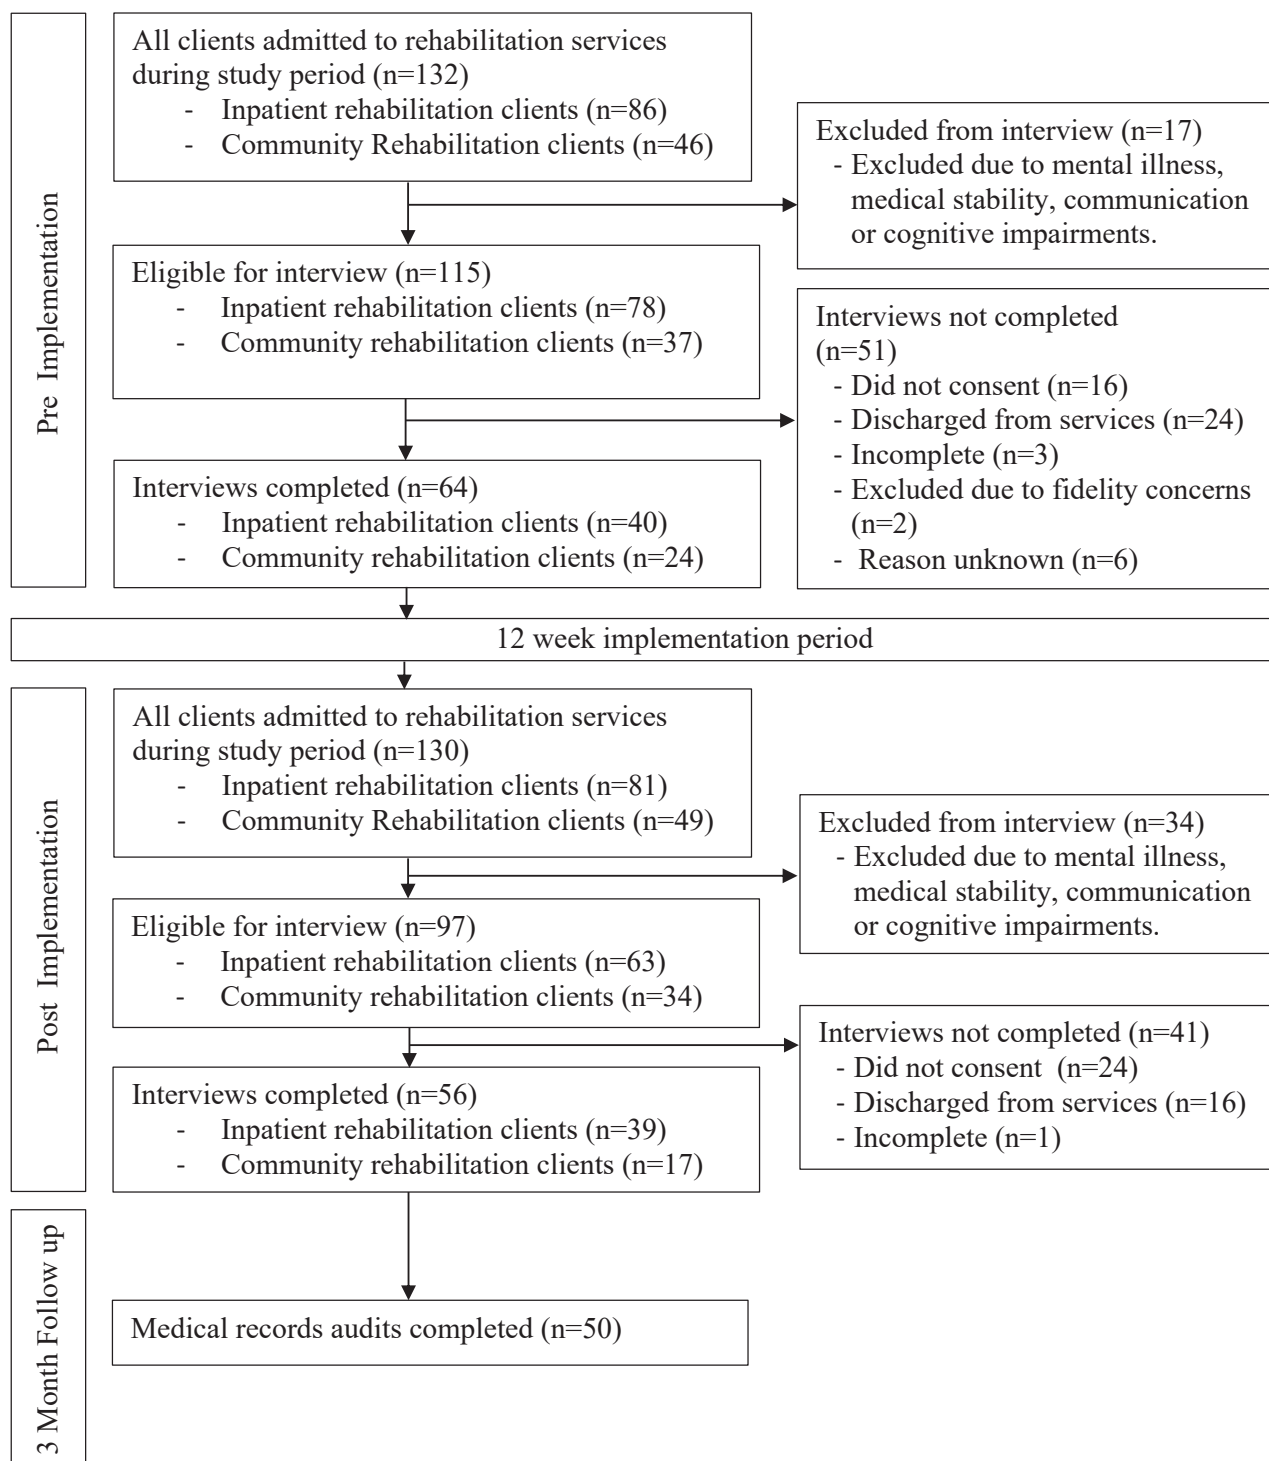 Pre Implementation
All clients admitted to rehabilitation services
during study period (n=132)
- Inpatient rehabilitation clients (n=86)
- Community Rehabilitation clients (n=46)
Excluded from interview (n=17)
- Excluded due to mental illness,
medical stability, communication
or cognitive impairments.
Eligible for interview (n=115)
- Inpatient rehabilitation clients (n=78)
- Community rehabilitation clients (n=37)
Interviews not completed
(n=51)
- Did not consent (n=16)
- Discharged from services (n=24)
- Incomplete (n=3)
- Excluded due to fidelity concerns
(n=2)
- Reason unknown (n=6)
Interviews completed (n=64)
- Inpatient rehabilitation clients (n=40)
- Community rehabilitation clients (n=24)
12 week implementation period
Post Implementation
All clients admitted to rehabilitation services
during study period (n=130)
- Inpatient rehabilitation clients (n=81)
- Community Rehabilitation clients (n=49)
Excluded from interview (n=34)
- Excluded due to mental illness,
medical stability, communication
or cognitive impairments.
Eligible for interview (n=97)
- Inpatient rehabilitation clients (n=63)
- Community rehabilitation clients (n=34)
Interviews not completed (n=41)
- Did not consent (n=24)
- Discharged from services (n=16)
- Incomplete (n=1)
Interviews completed (n=56)
- Inpatient rehabilitation clients (n=39)
- Community rehabilitation clients (n=17)
3 Month Follow up
Medical records audits completed (n=50)